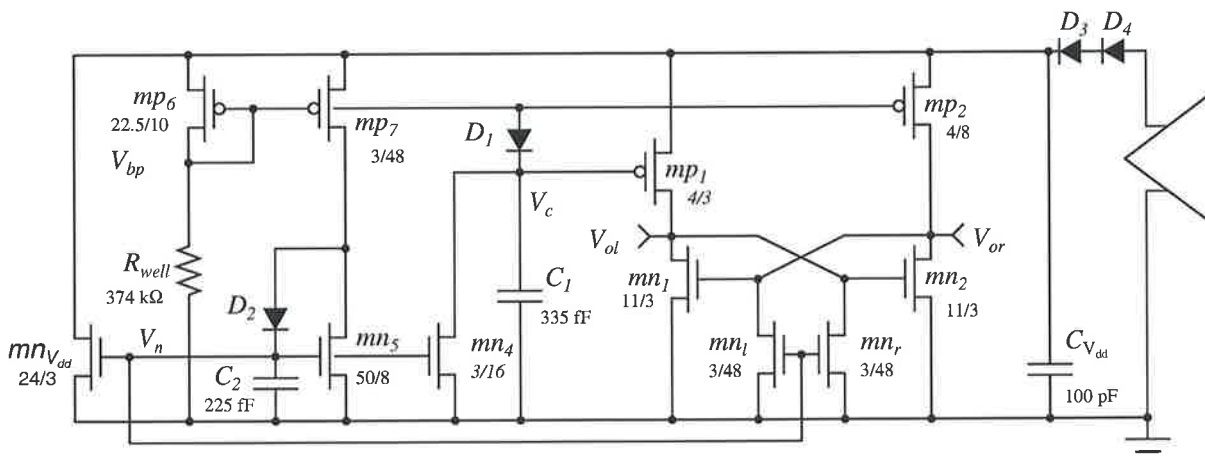 D3 D4
mp6
22.5/10
mp7
3/48
mp2
4/8
D1
Vbp
Vc
mp1
4/3
Vol
Vor
Rwell
374 kΩ
D2
C1
335 fF
mn1
11/3
mn2
11/3
mnVdd
24/3
Vn
mn5
50/8
mn4
3/16
C2
225 fF
mnl
3/48
mnr
3/48
CVdd
100 pF